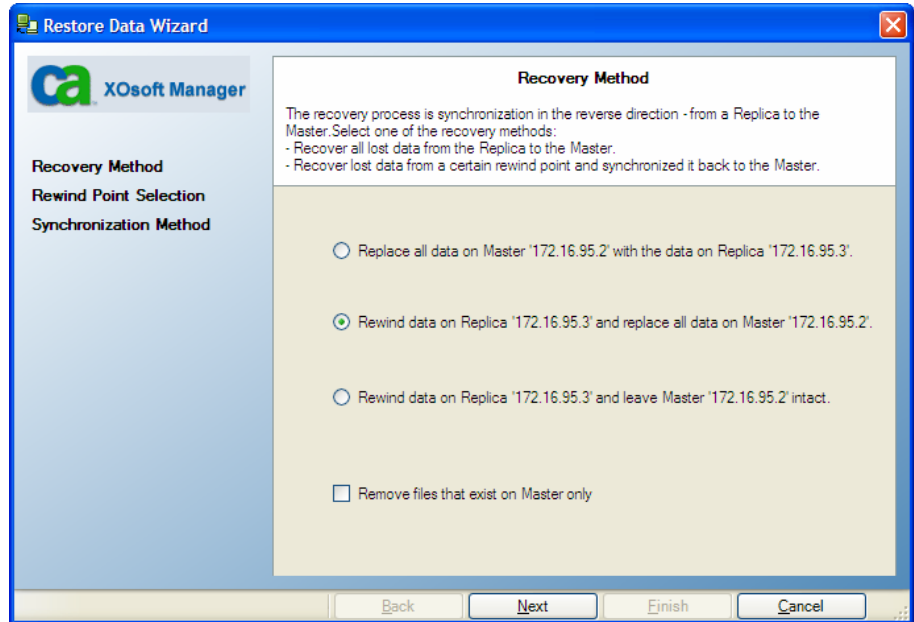 Restore Data Wizard
ca XOsoft Manager
Recovery Method
Rewind Point Selection
Synchronization Method
Recovery Method
The recovery process is synchronization in the reverse direction - from a Replica to the
Master.Select one of the recovery methods:
- Recover all lost data from the Replica to the Master.
- Recover lost data from a certain rewind point and synchronized it back to the Master.
Replace all data on Master '172.16.95.2' with the data on Replica '172.16.95.3'.
Rewind data on Replica '172.16.95.3' and replace all data on Master '172.16.95.2'.
Rewind data on Replica '172.16.95.3' and leave Master '172.16.95.2' intact.
Remove files that exist on Master only
Back Next Finish Cancel